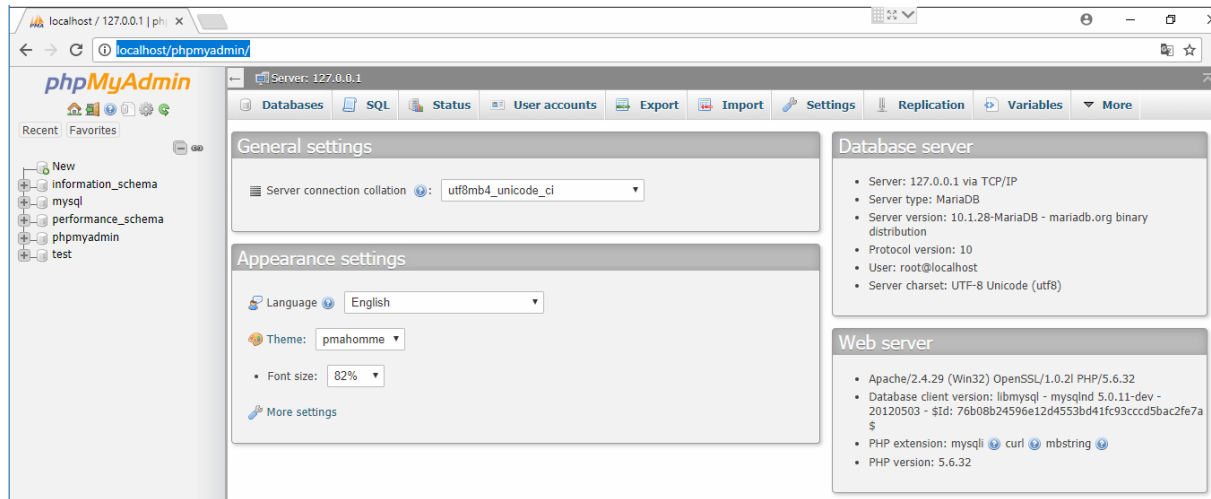 localhost / 127.0.0.1 | ph
localhost/phpmyadmin/
phpMyAdmin
Recent Favorites
New
information_schema
mysql
performance_schema
phpmyadmin
test
Server: 127.0.0.1
Databases SQL Status User accounts Export Import Settings Replication Variables More
General settings
Server connection collation : utf8mb4_unicode_ci
Appearance settings
Language English
Theme: pmahomme
Font size: 82%
More settings
Database server
Server: 127.0.0.1 via TCP/IP
Server type: MariaDB
Server version: 10.1.28-MariaDB - mariadb.org binary
distribution
Protocol version: 10
User: root@localhost
Server charset: UTF-8 Unicode (utf8)
Web server
Apache/2.4.29 (Win32) OpenSSL/1.0.2l PHP/5.6.32
Database client version: libmysql - mysqlnd 5.0.11-dev -
20120503 - $Id: 76b08b24596e12d4553bd41fc93cccd5bac2fe7a
$
PHP extension: mysqli curl mbstring
PHP version: 5.6.32